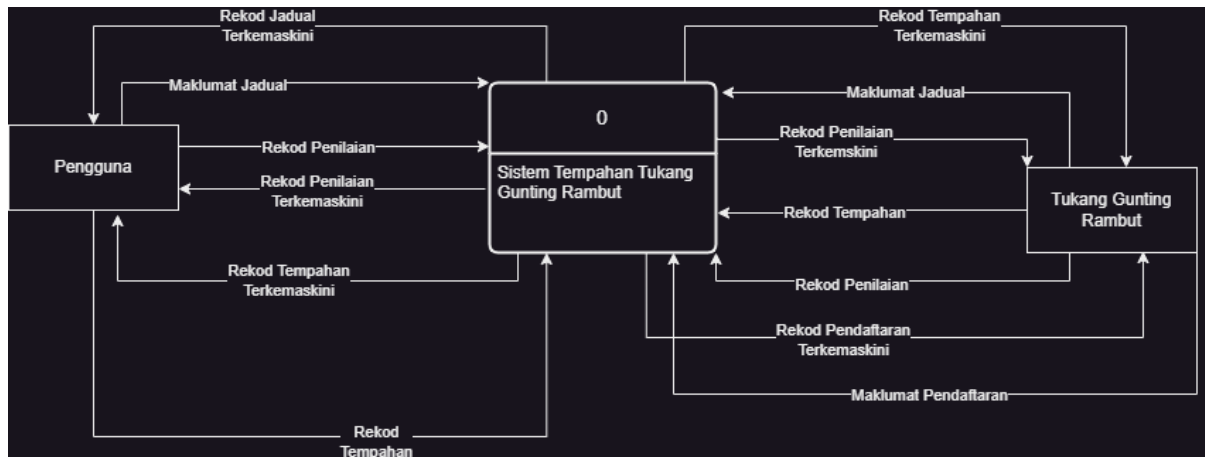 Rekod Jadual
Terkemaskini
Rekod Tempahan
Terkemaskini
Maklumat Jadual
Maklumat Jadual
0
Rekod Penilaian
Terkemskini
Pengguna
Rekod Penilaian
Sistem Tempahan Tukang
Gunting Rambut
Rekod Penilaian
Terkemaskini
Tukang Gunting
Rambut
Rekod Tempahan
Rekod Tempahan
Terkemaskini
Rekod Penilaian
Rekod Pendaftaran
Terkemaskini
Maklumat Pendaftaran
Rekod
Tempahan